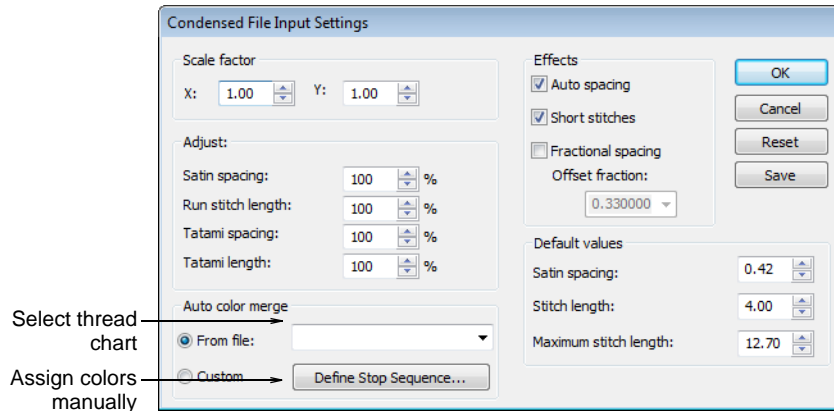 Condensed File Input Settings
Scale factor
X: 1.00 Y: 1.00
Adjust:
Satin spacing: 100 %
Run stitch length: 100 %
Tatami spacing: 100 %
Tatami length: 100 %
Auto color merge
From file:
Custom Define Stop Sequence...
Select thread
chart
Assign colors
manually
Effects
Auto spacing
Short stitches
Fractional spacing
Offset fraction:
0.330000
Default values
Satin spacing: 0.42
Stitch length: 4.00
Maximum stitch length: 12.70
OK
Cancel
Reset
Save